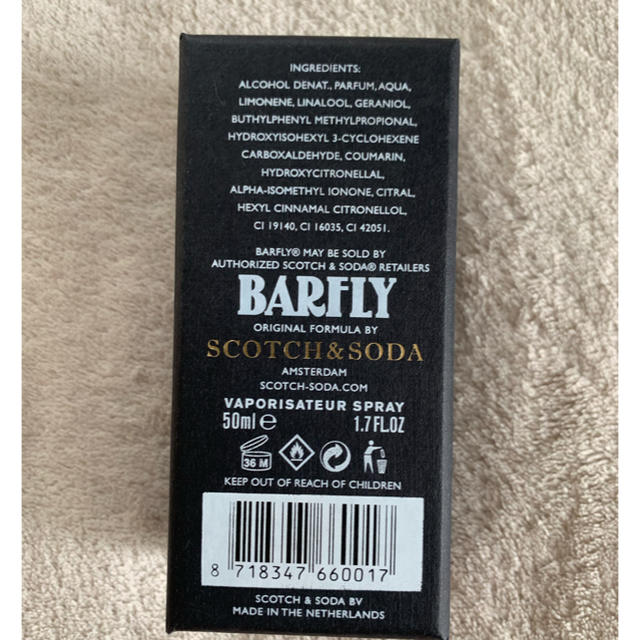 INGREDIENTS:
ALCOHOL DENAT., PARFUM, AQUA,
LIMONENE, LINALOOL, GERANIOL,
BUTHYLPHENYL METHYLPROPIONAL,
HYDROXYISOHEXYL 3-CYCLOHEXENE
CARBOXALDEHYDE, COUMARIN,
HYDROXYCITRONELLAL,
ALPHA-ISOMETHYL IONONE, CITRAL,
HEXYL CINNAMAL CITRONELLOL,
CI 19140, CI 16035, CI 42051.
BARFLY® MAY BE SOLD BY
AUTHORIZED SCOTCH & SODA® RETAILERS
BARFLY
ORIGINAL FORMULA BY
SCOTCH & SODA
AMSTERDAM
SCOTCH-SODA.COM
VAPORISATEUR SPRAY
50ml e 1.7 FL.OZ
36 M
KEEP OUT OF REACH OF CHILDREN
8 718347 660017
SCOTCH & SODA BV
MADE IN THE NETHERLANDS